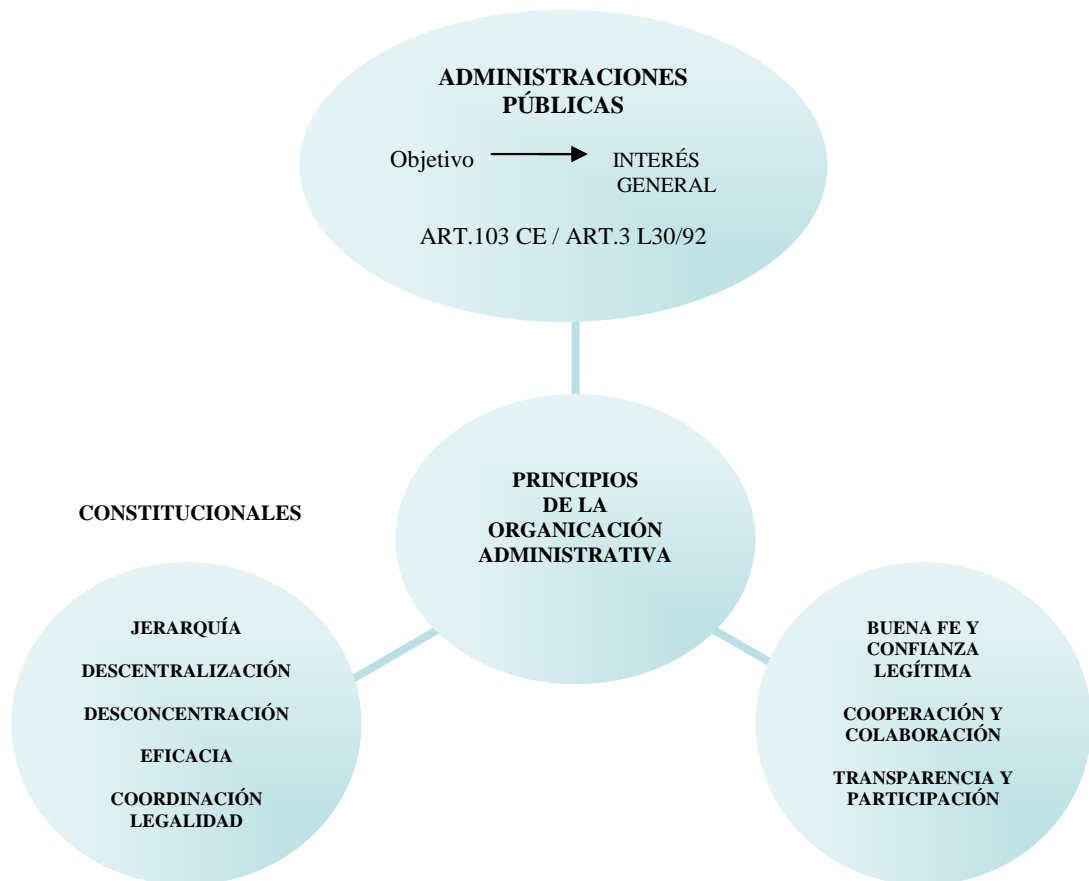 ADMINISTRACIONES
PÚBLICAS
Objetivo
INTERÉS
GENERAL
ART.103 CE / ART.3 L30/92
PRINCIPIOS
DE LA
ORGANICACIÓN
ADMINISTRATIVA
CONSTITUCIONALES
JERARQUÍA
DESCENTRALIZACIÓN
DESCONCENTRACIÓN
EFICACIA
COORDINACIÓN
LEGALIDAD
BUENA FE Y
CONFIANZA
LEGÍTIMA
COOPERACIÓN Y
COLABORACIÓN
TRANSPARENCIA Y
PARTICIPACIÓN